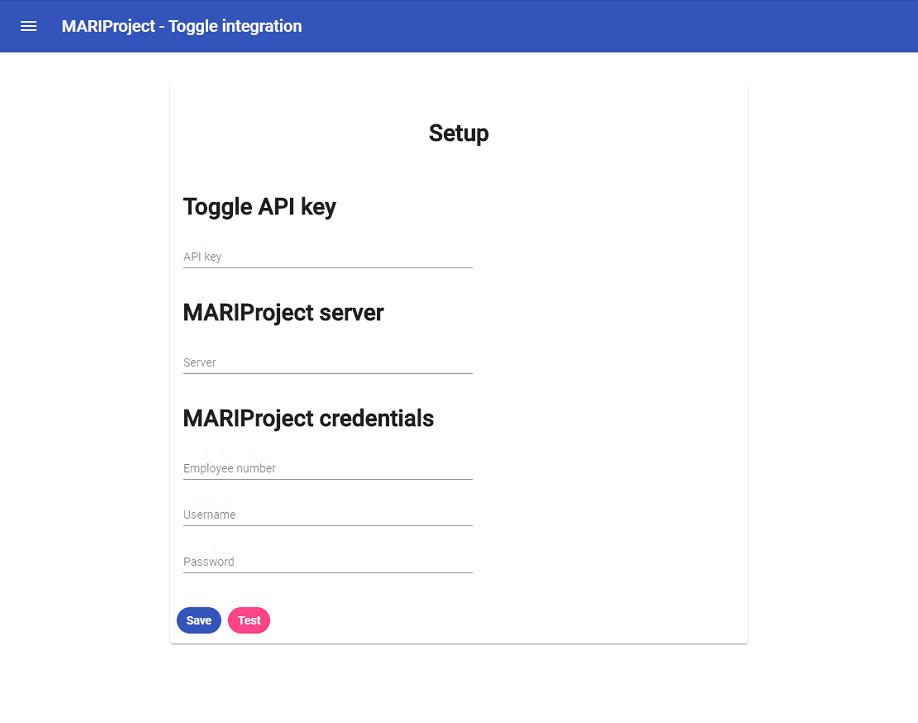 MARIProject - Toggle integration
Setup
Toggle API key
API key
MARIProject server
Server
MARIProject credentials
Employee number
Username
Password
Save Test